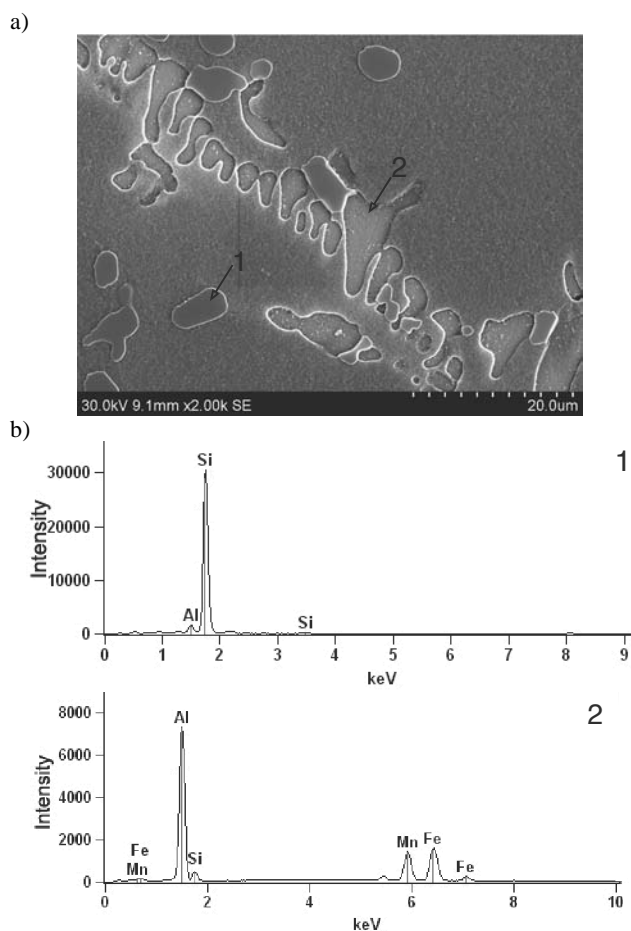 a)
2
1
30.0kV 9.1mm x2.00k SE 20.0um
b)
1
Si
30000
20000
10000
0
Intensity
Al
Si
0 1 2 3 4 5 6 7 8 9
keV
2
8000
6000
4000
2000
0
Intensity
Al
Fe
Mn
Si
Mn
Fe
Fe
0 2 4 6 8 10
keV